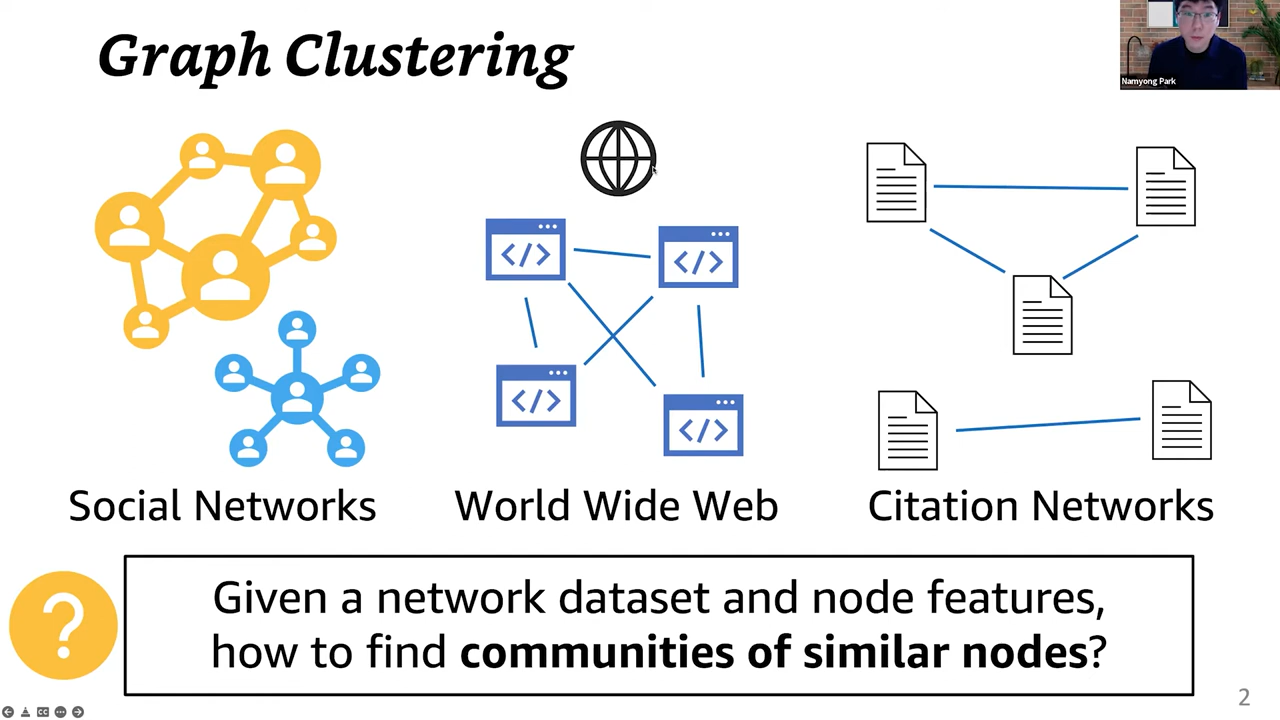 Graph Clustering
Namyong Park
</>
</>
</>
</>
Social Networks
World Wide Web
Citation Networks
?
Given a network dataset and node features,
how to find communities of similar nodes?
CC
2